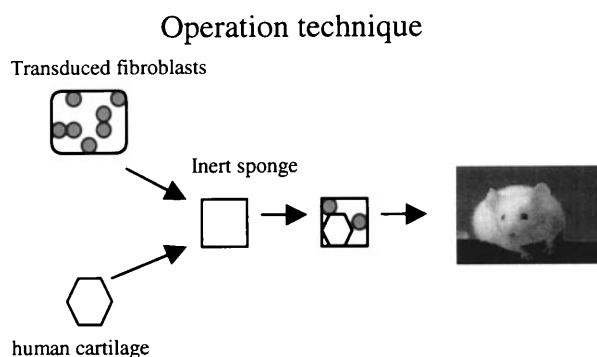 Operation technique
Transduced fibroblasts
Inert sponge
human cartilage